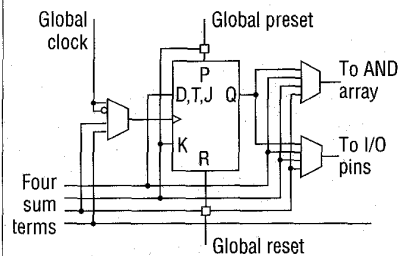 Global
clock
Global preset
P
D,T,J Q
K
R
To AND
array
To I/O
pins
Four
sum
terms
Global reset